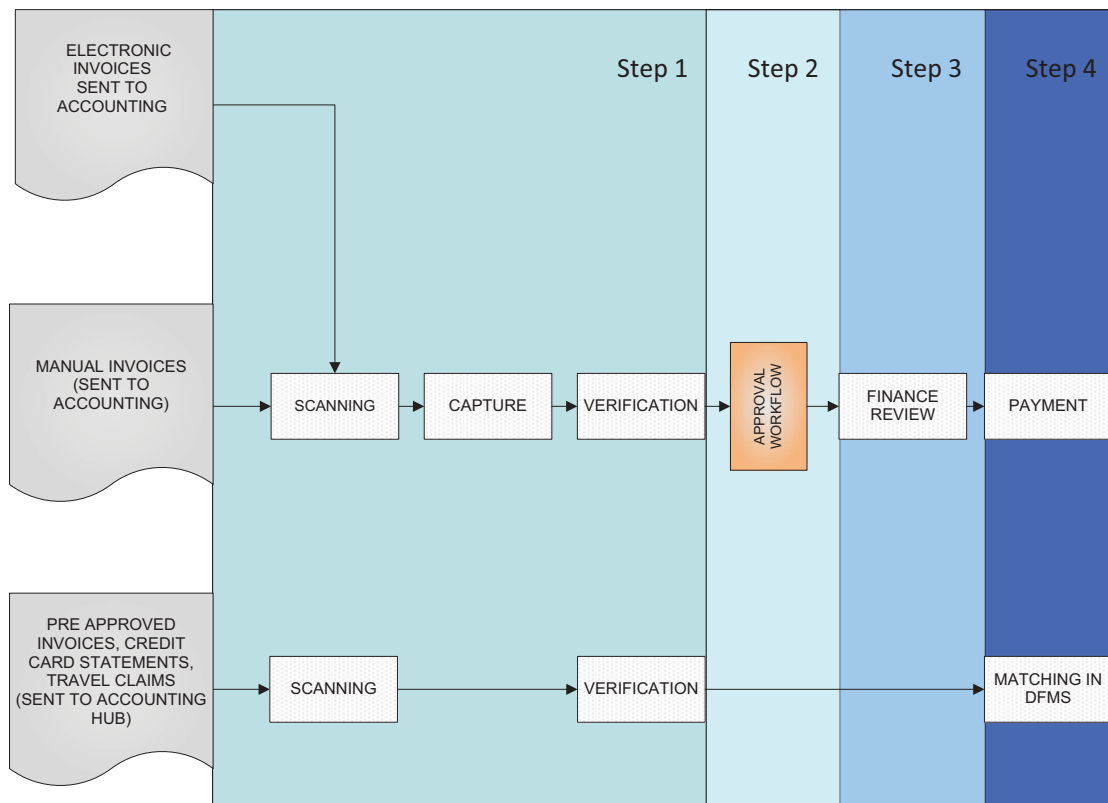 ELECTRONIC
INVOICES
SENT TO
ACCOUNTING
Step 1
Step 2
Step 3
Step 4
MANUAL INVOICES
(SENT TO
ACCOUNTING)
SCANNING
CAPTURE
VERIFICATION
APPROVAL
WORKFLOW
FINANCE
REVIEW
PAYMENT
PRE APPROVED
INVOICES, CREDIT
CARD STATEMENTS,
TRAVEL CLAIMS
(SENT TO ACCOUNTING
HUB)
SCANNING
VERIFICATION
MATCHING IN
DFMS